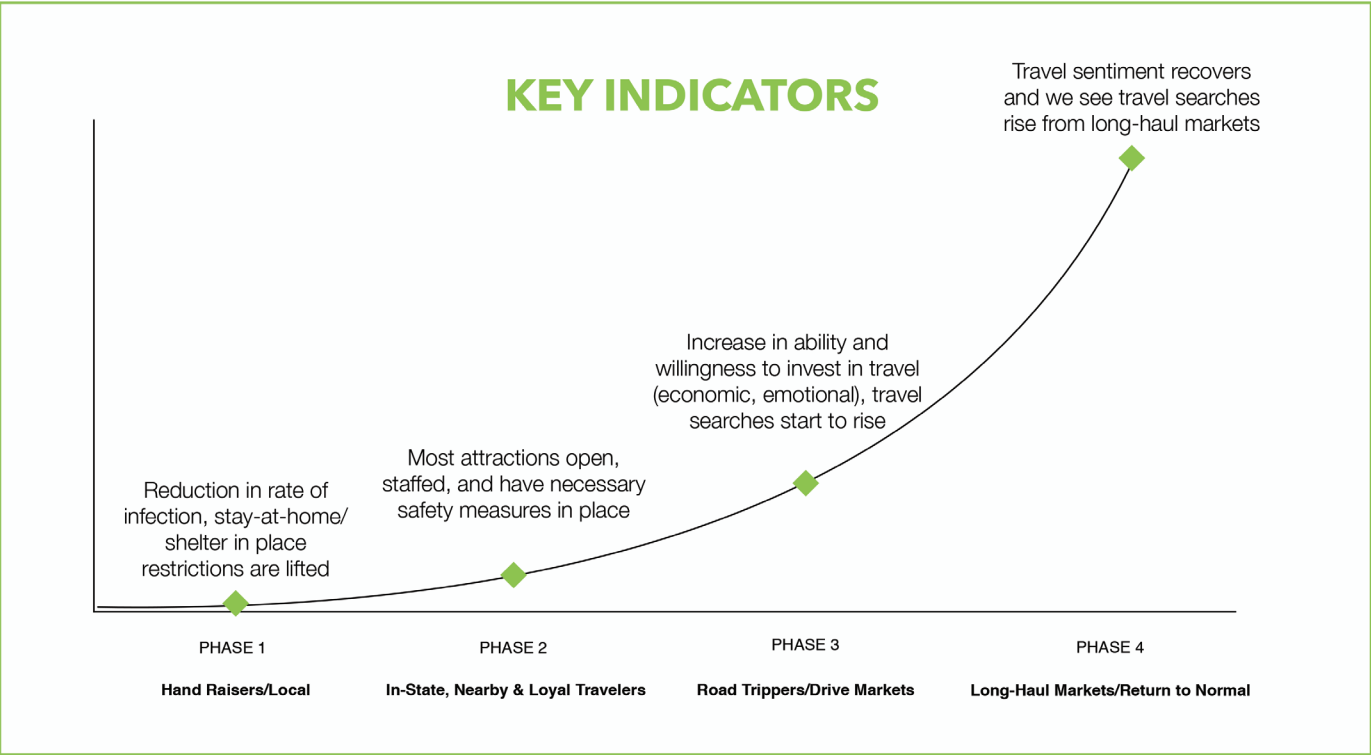 KEY INDICATORS
Travel sentiment recovers
and we see travel searches
rise from long-haul markets
Increase in ability and
willingness to invest in travel
(economic, emotional), travel
searches start to rise
Most attractions open,
staffed, and have necessary
safety measures in place
Reduction in rate of
infection, stay-at-home/
shelter in place
restrictions are lifted
PHASE 1
Hand Raisers/Local
PHASE 2
In-State, Nearby & Loyal Travelers
PHASE 3
Road Trippers/Drive Markets
PHASE 4
Long-Haul Markets/Return to Normal